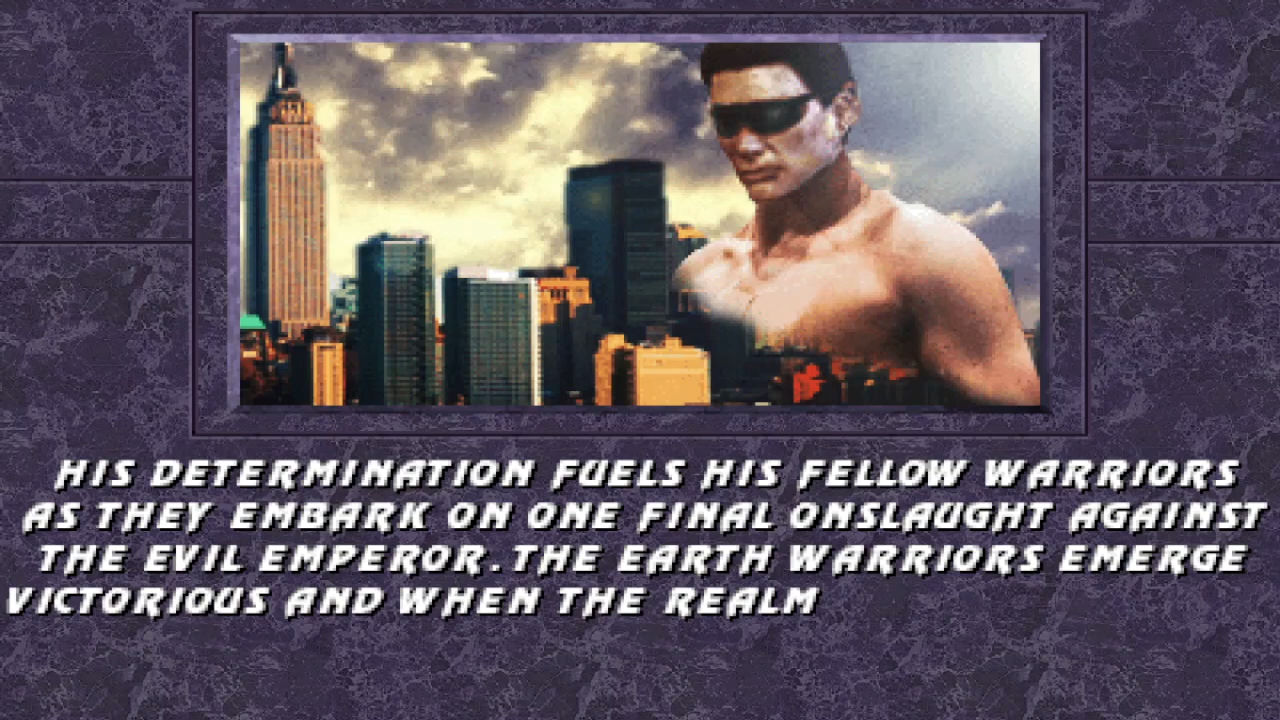 HIS DETERMINATION FUELS HIS FELLOW WARRIORS
AS THEY EMBARK ON ONE FINAL ONSLAUGHT AGAINST
THE EVIL EMPEROR. THE EARTH WARRIORS EMERGE
VICTORIOUS AND WHEN THE REALM